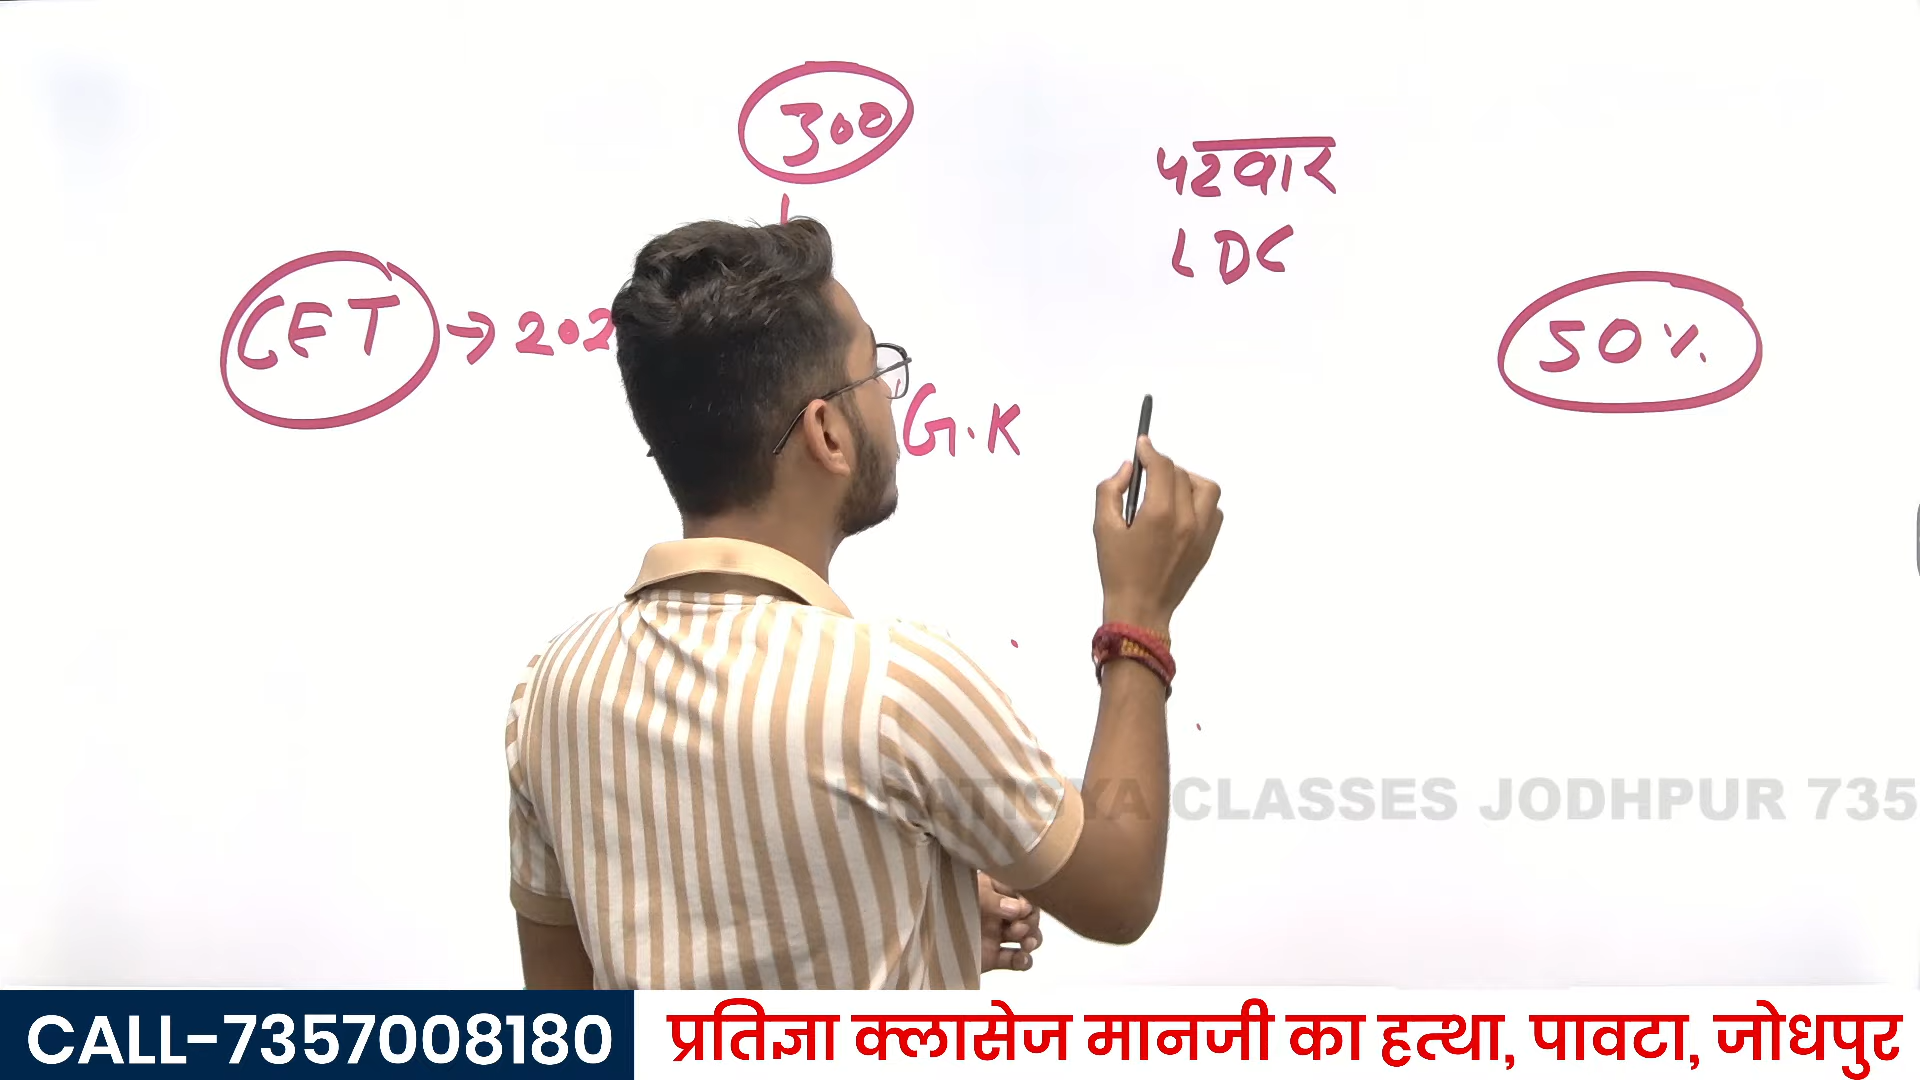 300
पटवार
LDC
CET → 202
50%
G.K
CLASSES JODHPUR 735
CALL-7357008180
प्रतिज्ञा क्लासेज मानजी का हत्था, पावटा, जोधपुर